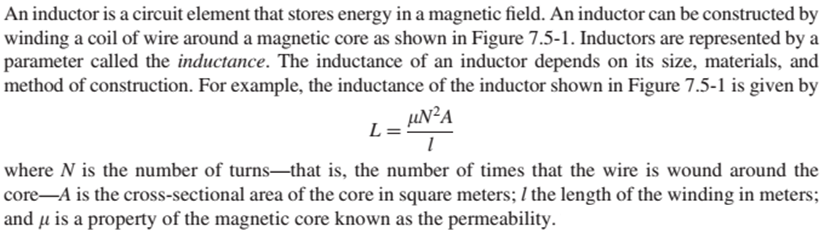 An inductor is a circuit element that stores energy in a magnetic field. An inductor can be constructed by
winding a coil of wire around a magnetic core as shown in Figure 7.5-1. Inductors are represented by a
parameter called the inductance. The inductance of an inductor depends on its size, materials, and
method of construction. For example, the inductance of the inductor shown in Figure 7.5-1 is given by
L = μN²A / l
where N is the number of turns—that is, the number of times that the wire is wound around the
core—A is the cross-sectional area of the core in square meters; l the length of the winding in meters;
and μ is a property of the magnetic core known as the permeability.